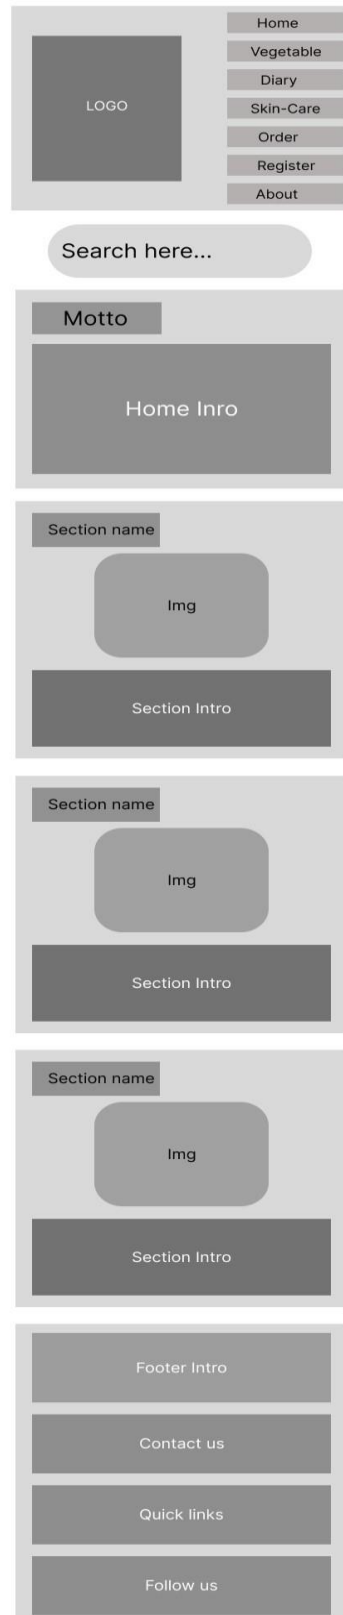 LOGO
Home
Vegetable
Diary
Skin-Care
Order
Register
About
Search here...
Motto
Home Inro
Section name
Img
Section Intro
Section name
Img
Section Intro
Section name
Img
Section Intro
Footer Intro
Contact us
Quick links
Follow us